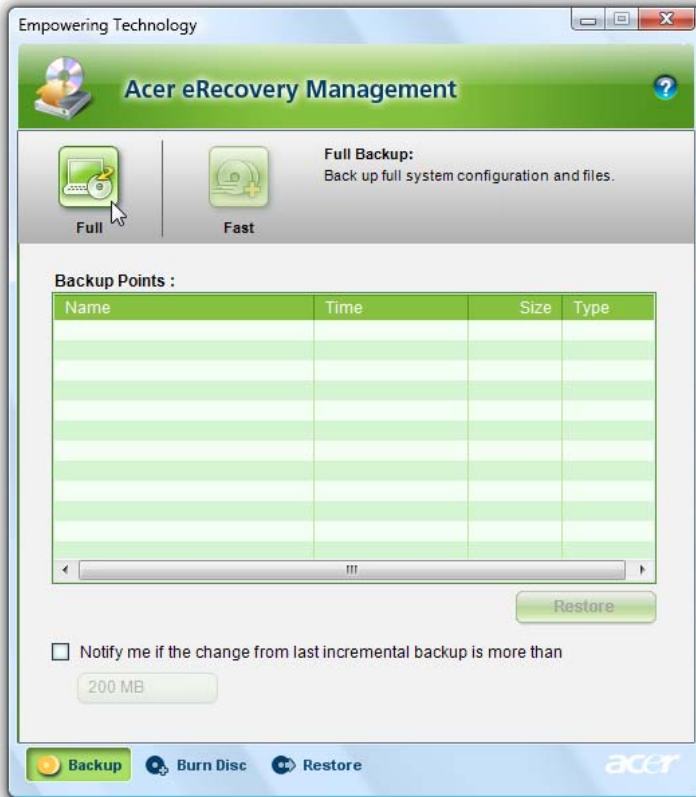 Empowering Technology
Acer eRecovery Management
Full
Fast
Full Backup:
Back up full system configuration and files.
Backup Points :
Name Time Size Type
Restore
Notify me if the change from last incremental backup is more than
200 MB
Backup Burn Disc Restore acer